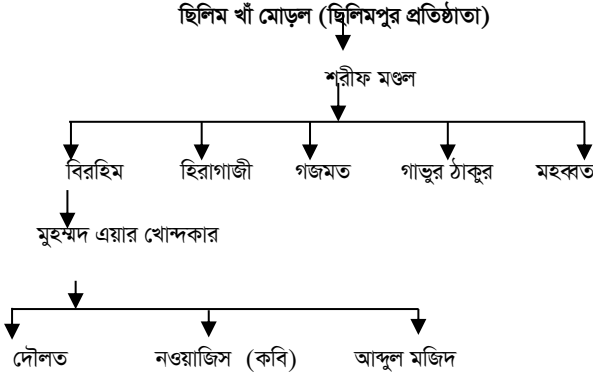 ছিলিম খাঁ মোড়ল (ছিলিমপুর প্রতিষ্ঠাতা)
শরীফ মণ্ডল
বিরহিম হিরাগাজী গজমত গাভুর ঠাকুর মহব্বত
মুহম্মদ এয়ার খোন্দকার
দৌলত নওয়াজিস (কবি) আব্দুল মজিদ